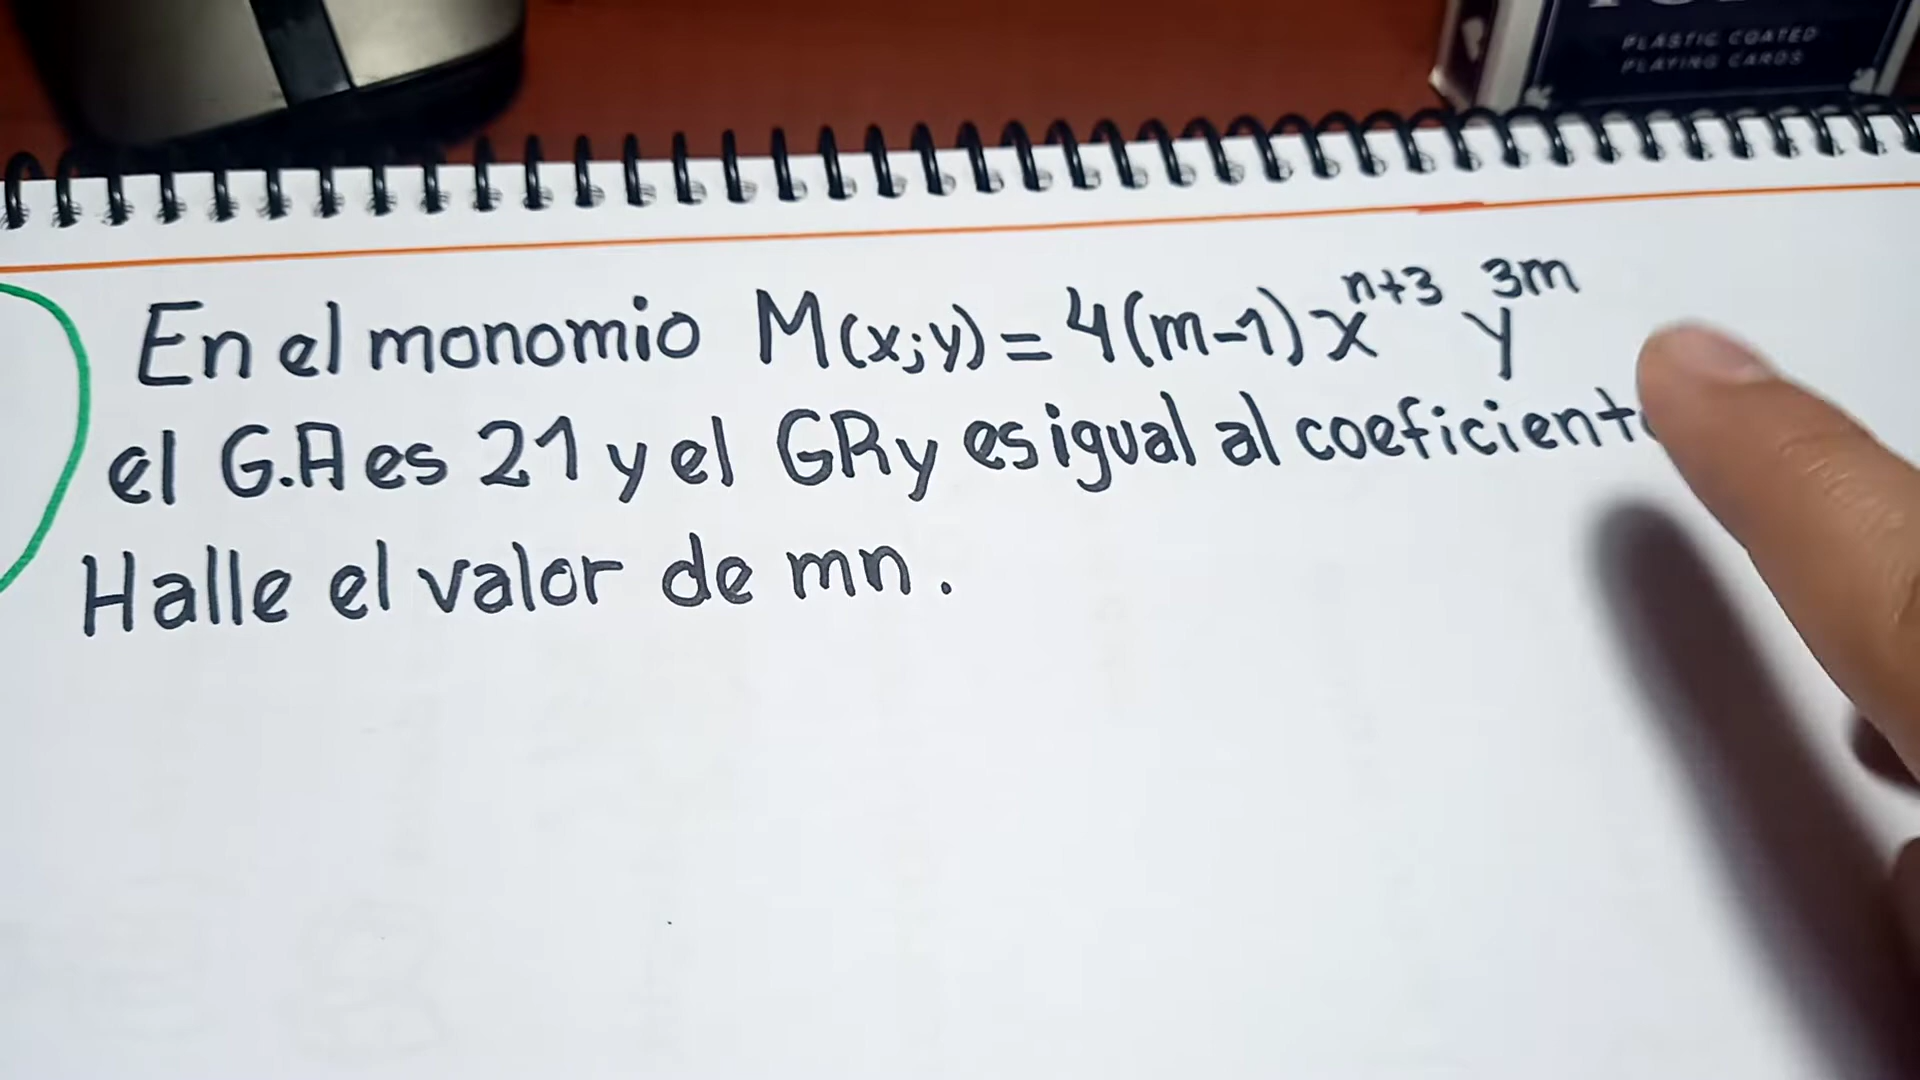 PLASTIC COATED
PLAYING CARDS
En el monomio M(x;y) = 4(m-1)x^{n+3} y^{3m}
el G.A es 21 y el GRy es igual al coeficiente
Halle el valor de mn.